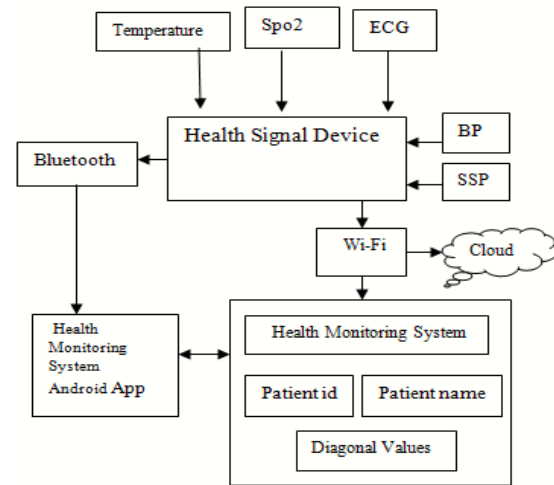 Temperature
Spo2
ECG
Health Signal Device
BP
SSP
Bluetooth
Wi-Fi
Cloud
Health
Monitoring
System
Android App
Health Monitoring System
Patient id
Patient name
Diagonal Values